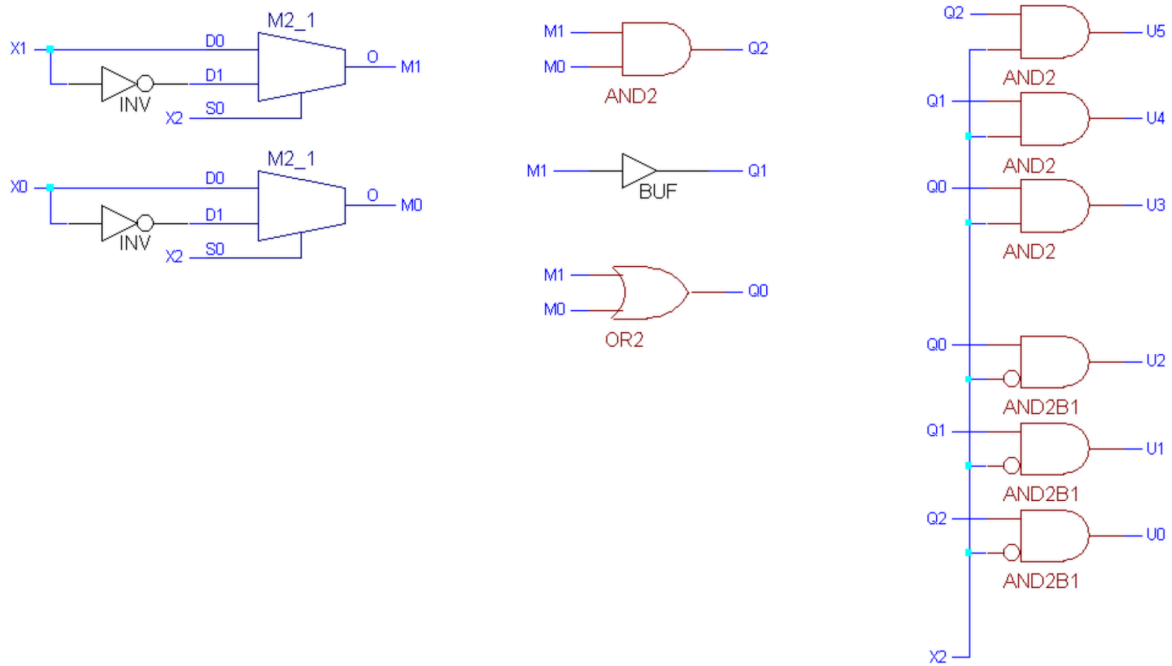 M2_1
X1
D0
O
M1
D1
INV
X2
S0
M2_1
X0
D0
O
M0
D1
INV
X2
S0
M1
M0
Q2
AND2
M1
Q1
BUF
M1
M0
Q0
OR2
Q2
U5
AND2
Q1
U4
AND2
Q0
U3
AND2
Q0
U2
AND2B1
Q1
U1
AND2B1
Q2
U0
AND2B1
X2